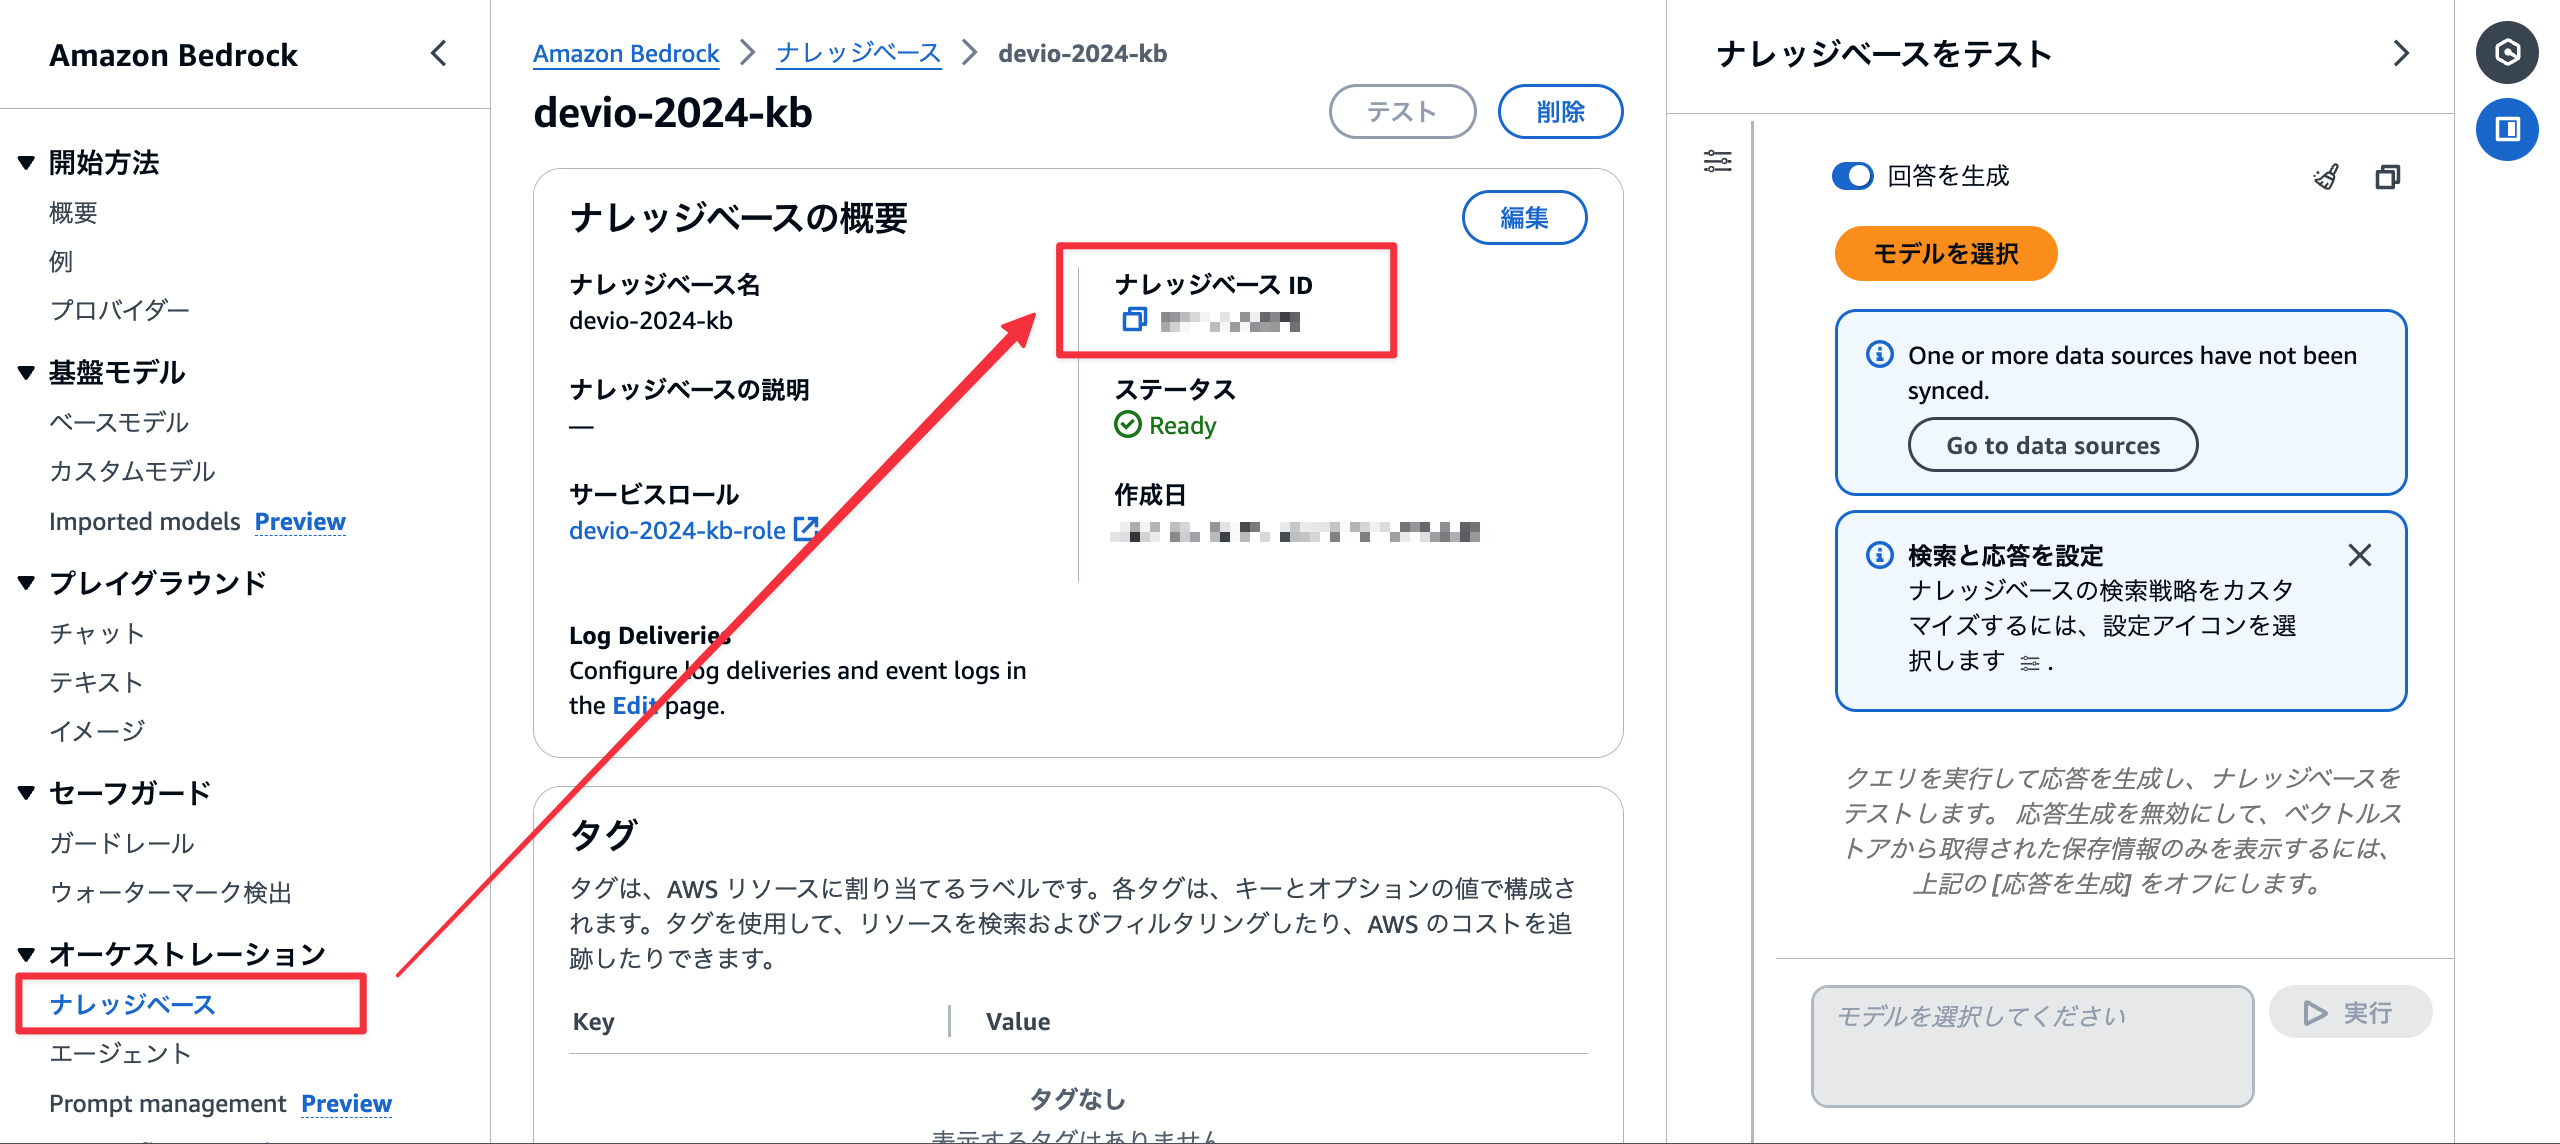 Amazon Bedrock
開始方法
概要
例
プロバイダー
基盤モデル
ベースモデル
カスタムモデル
Imported models Preview
プレイグラウンド
チャット
テキスト
イメージ
セーフガード
ガードレール
ウォーターマーク検出
オーケストレーション
ナレッジベース
エージェント
Prompt management Preview
Amazon Bedrock ナレッジベース devio-2024-kb
devio-2024-kb
テスト 削除
ナレッジベースの概要
編集
ナレッジベース名
devio-2024-kb
ナレッジベースの説明
—
サービスロール
devio-2024-kb-role
Log Deliveries
Configure log deliveries and event logs in
the Edit page.
ナレッジベース ID
ステータス
Ready
作成日
タグ
タグは、AWS リソースに割り当てるラベルです。各タグは、キーとオプションの値で構成さ
れます。タグを使用して、リソースを検索およびフィルタリングしたり、AWS のコストを追
跡したりできます。
Key Value
タグなし
表示するタグはありません
ナレッジベースをテスト
回答を生成
モデルを選択
One or more data sources have not been
synced.
Go to data sources
検索と応答を設定
ナレッジベースの検索戦略をカスタ
マイズするには、設定アイコンを選
択します .
クエリを実行して応答を生成し、ナレッジベースを
テストします。 応答生成を無効にして、ベクトルス
トアから取得された保存情報のみを表示するには、
上記の [応答を生成] をオフにします。
モデルを選択してください
実行